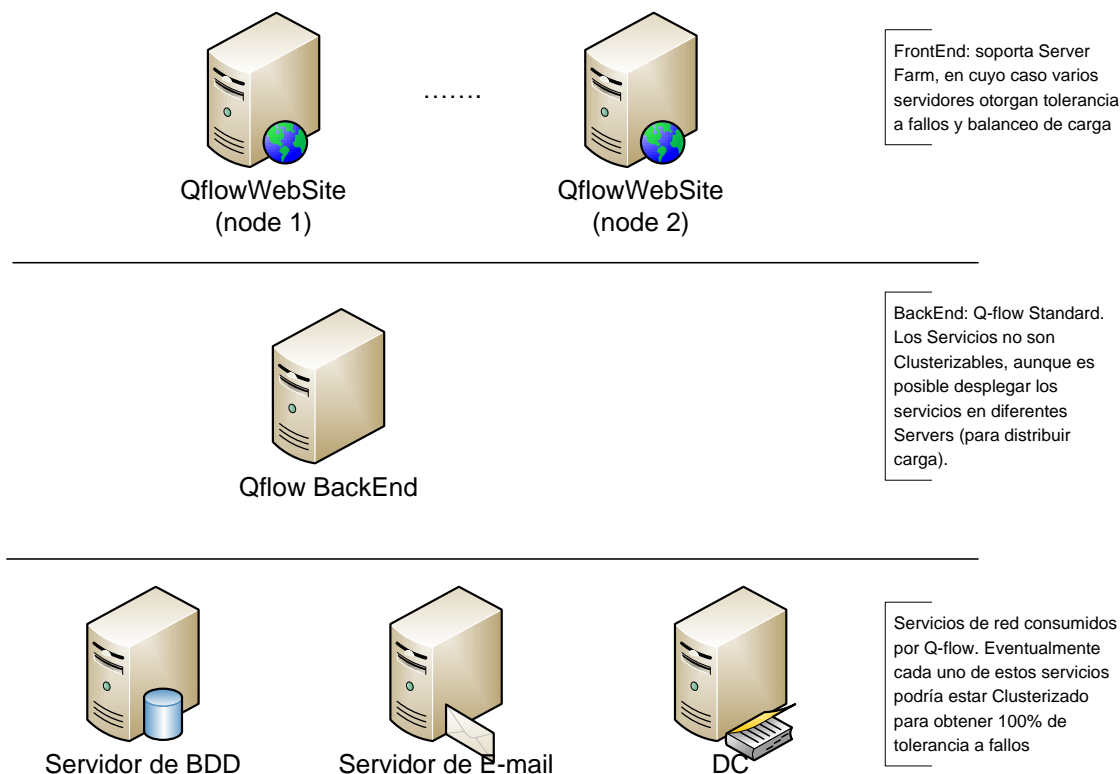 FrontEnd: soporta Server
Farm, en cuyo caso varios
servidores otorgan tolerancia
a fallos y balanceo de carga
.......
QflowWebSite
(node 1)
QflowWebSite
(node 2)
BackEnd: Q-flow Standard.
Los Servicios no son
Clusterizables, aunque es
posible desplegar los
servicios en diferentes
Servers (para distribuir
carga).
Qflow BackEnd
Servicios de red consumidos
por Q-flow. Eventualmente
cada uno de estos servicios
podría estar Clusterizado
para obtener 100% de
tolerancia a fallos
Servidor de BDD
Servidor de E-mail
DC